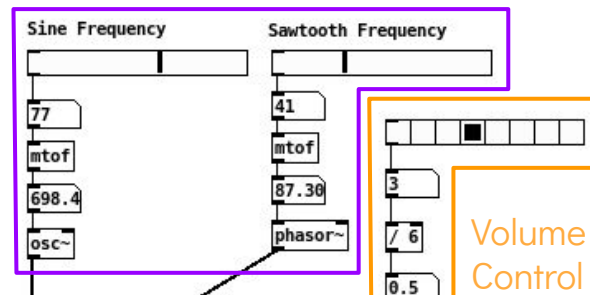 Sine Frequency
Sawtooth Frequency
77
mtof
698.4
osc~
41
mtof
87.30
phasor~
3
/ 6
0.5
Volume
Control